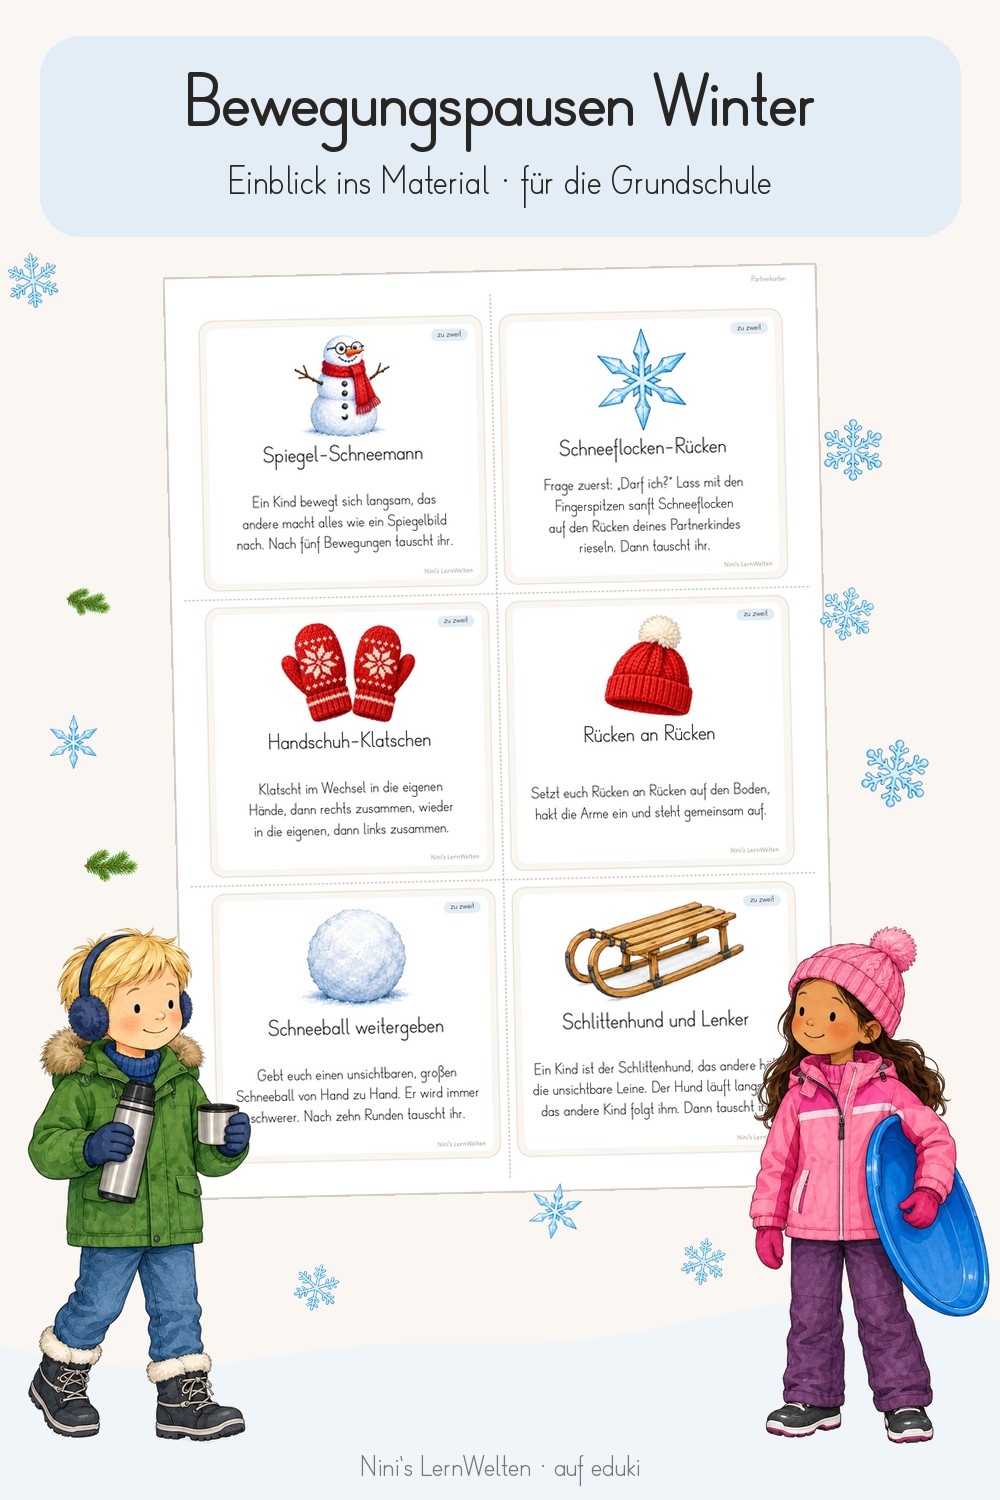 Bewegungspausen Winter
Einblick ins Material · für die Grundschule
Partnerkarten
zu zweit
Spiegel-Schneemann
Ein Kind bewegt sich langsam, das
andere macht alles wie ein Spiegelbild
nach. Nach fünf Bewegungen tauscht ihr.
Nini's LernWelten
zu zweit
Schneeflocken-Rücken
Frage zuerst: „Darf ich?" Lass mit den
Fingerspitzen sanft Schneeflocken
auf den Rücken deines Partnerkindes
rieseln. Dann tauscht ihr.
Nini's LernWelten
zu zweit
Handschuh-Klatschen
Klatscht im Wechsel in die eigenen
Hände, dann rechts zusammen, wieder
in die eigenen, dann links zusammen.
Nini's LernWelten
zu zweit
Rücken an Rücken
Setzt euch Rücken an Rücken auf den Boden,
hakt die Arme ein und steht gemeinsam auf.
Nini's LernWelten
zu zweit
Schneeball weitergeben
Gebt euch einen unsichtbaren, großen
Schneeball von Hand zu Hand. Er wird immer
schwerer. Nach zehn Runden tauscht ihr.
Nini's LernWelten
zu zweit
Schlittenhund und Lenker
Ein Kind ist der Schlittenhund, das andere
die unsichtbare Leine. Der Hund läuft
das andere Kind folgt ihm. Dann tauscht
Nini's
Nini's LernWelten · auf eduki